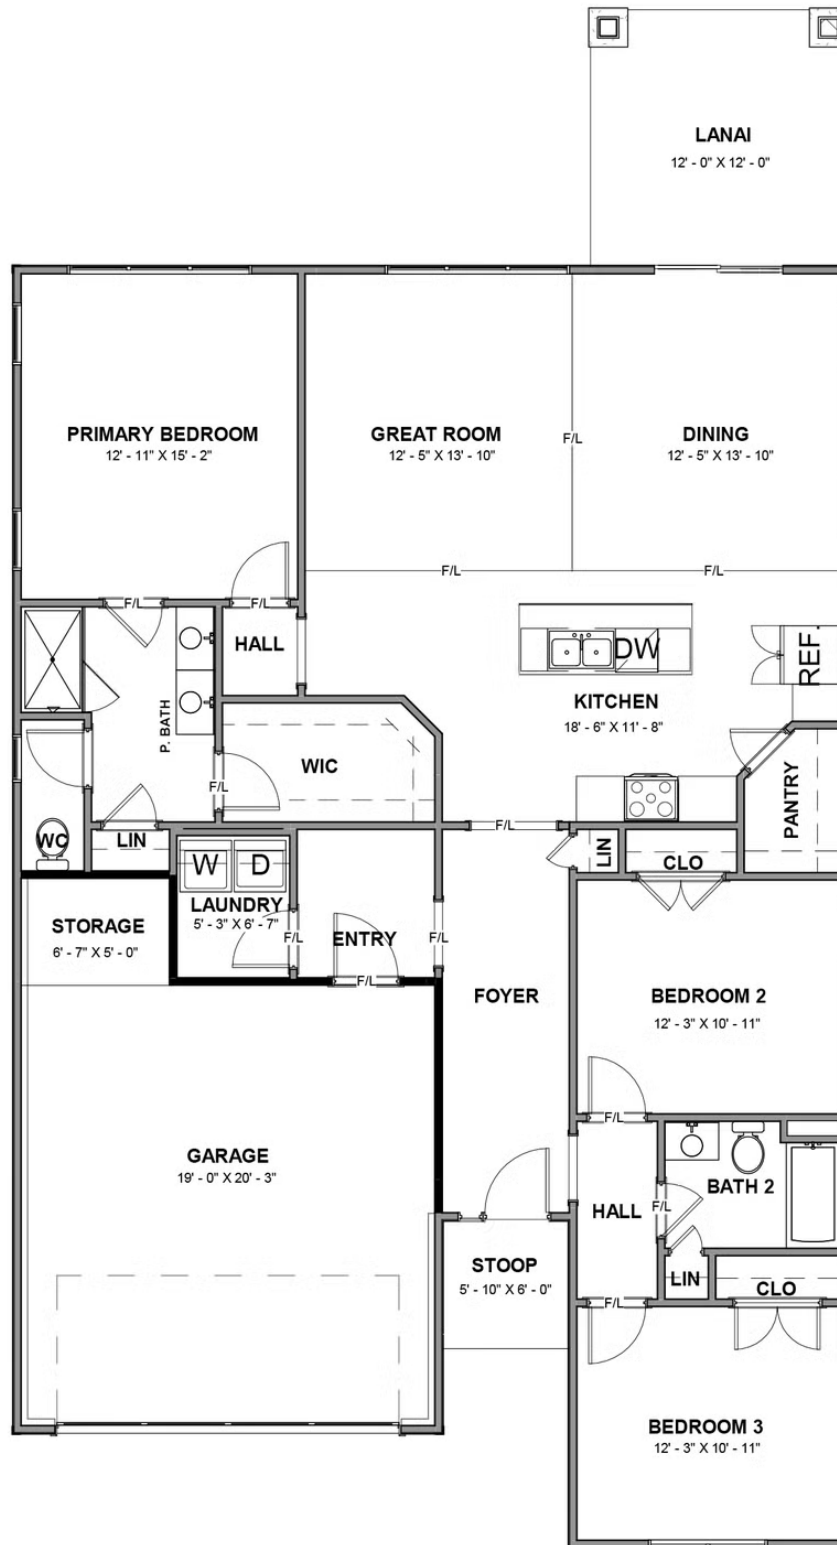 LANAI
12' - 0" X 12' - 0"
PRIMARY BEDROOM
12' - 11" X 15' - 2"
GREAT ROOM
12' - 5" X 13' - 10"
F/L
DINING
12' - 5" X 13' - 10"
F/L
F/L
F/L
F/L
HALL
DW
REF.
KITCHEN
18' - 6" X 11' - 8"
P. BATH
WIC
F/L
PANTRY
WC
LIN
F/L
LIN
CLO
W
D
LAUNDRY
5' - 3" X 6' - 7"
STORAGE
6' - 7" X 5' - 0"
F/L
ENTRY
F/L
F/L
FOYER
BEDROOM 2
12' - 3" X 10' - 11"
F/L
GARAGE
19' - 0" X 20' - 3"
BATH 2
HALL
F/L
STOOP
5' - 10" X 6' - 0"
LIN
CLO
F/L
BEDROOM 3
12' - 3" X 10' - 11"